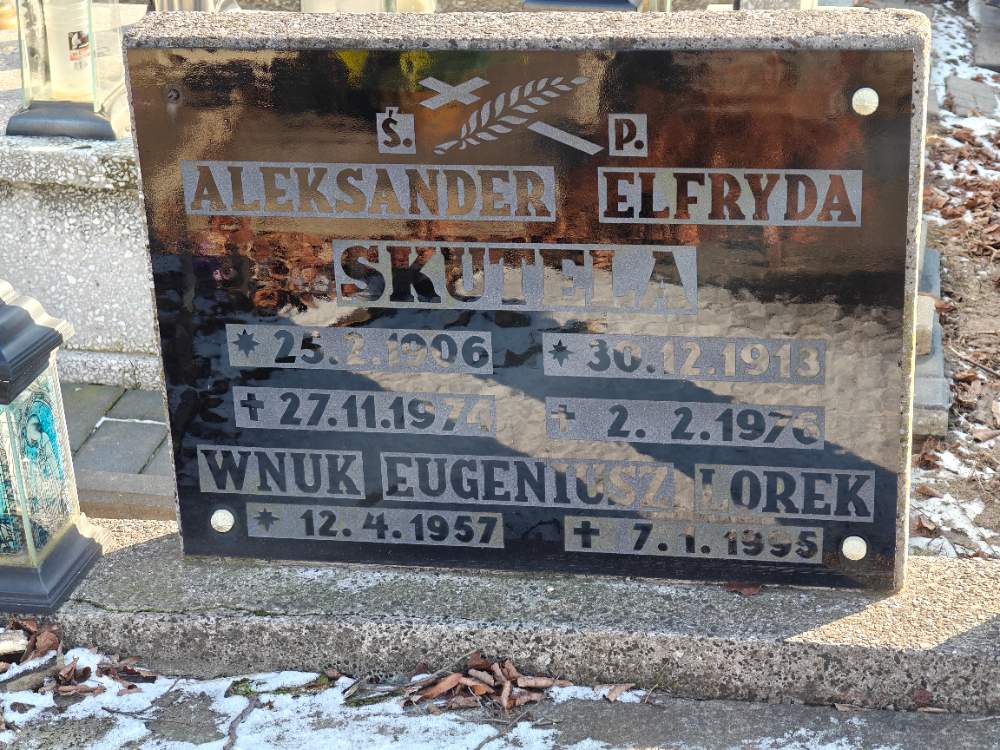 Ś. P.
ALEKSANDER ELFRYDA
SKUTELA
* 25.2.1906 * 30.12.1913
✝ 27.11.1974 ✝ 2. 2. 1976
WNUK EUGENIUSZ LOREK
* 12. 4. 1957 ✝ 7. 1. 1995